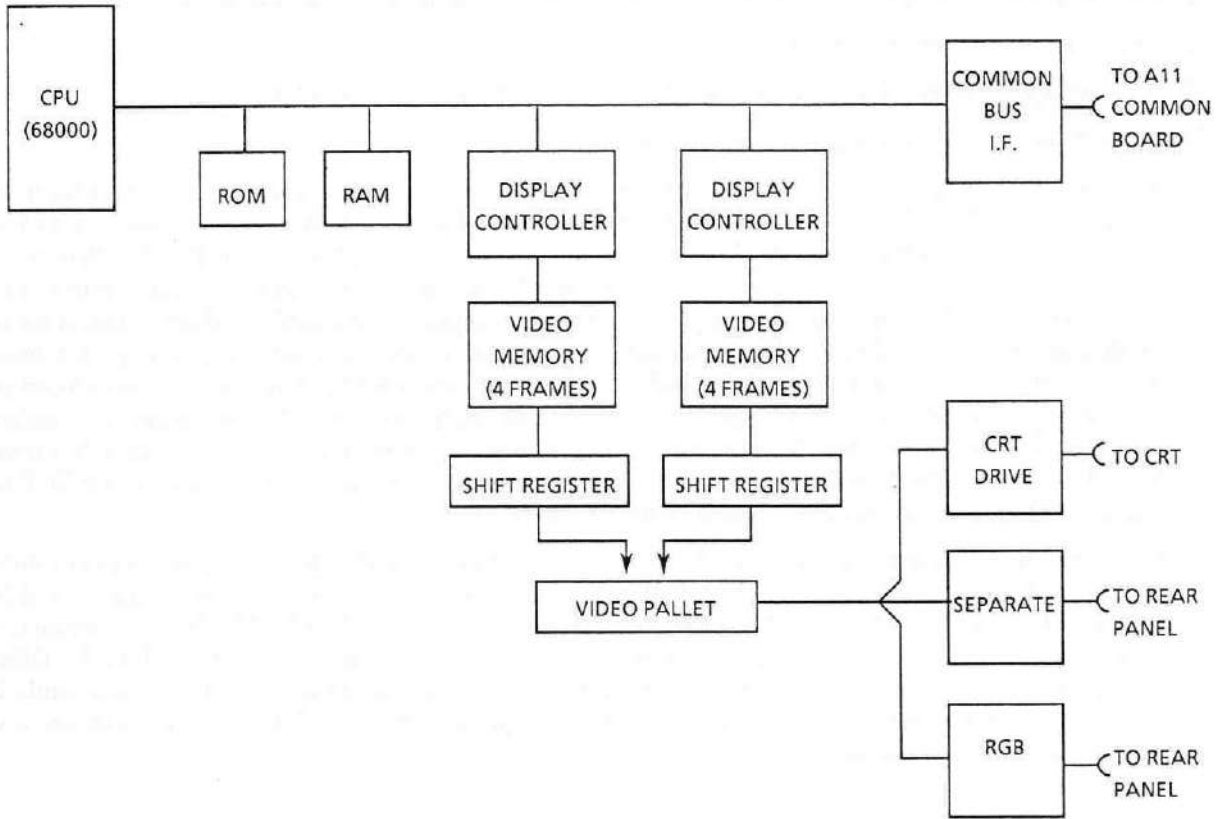 CPU
(68000)
ROM
RAM
DISPLAY
CONTROLLER
DISPLAY
CONTROLLER
COMMON
BUS
I.F.
TO A11
COMMON
BOARD
VIDEO
MEMORY
(4 FRAMES)
VIDEO
MEMORY
(4 FRAMES)
SHIFT REGISTER
SHIFT REGISTER
VIDEO PALLET
CRT
DRIVE
TO CRT
SEPARATE
TO REAR
PANEL
RGB
TO REAR
PANEL